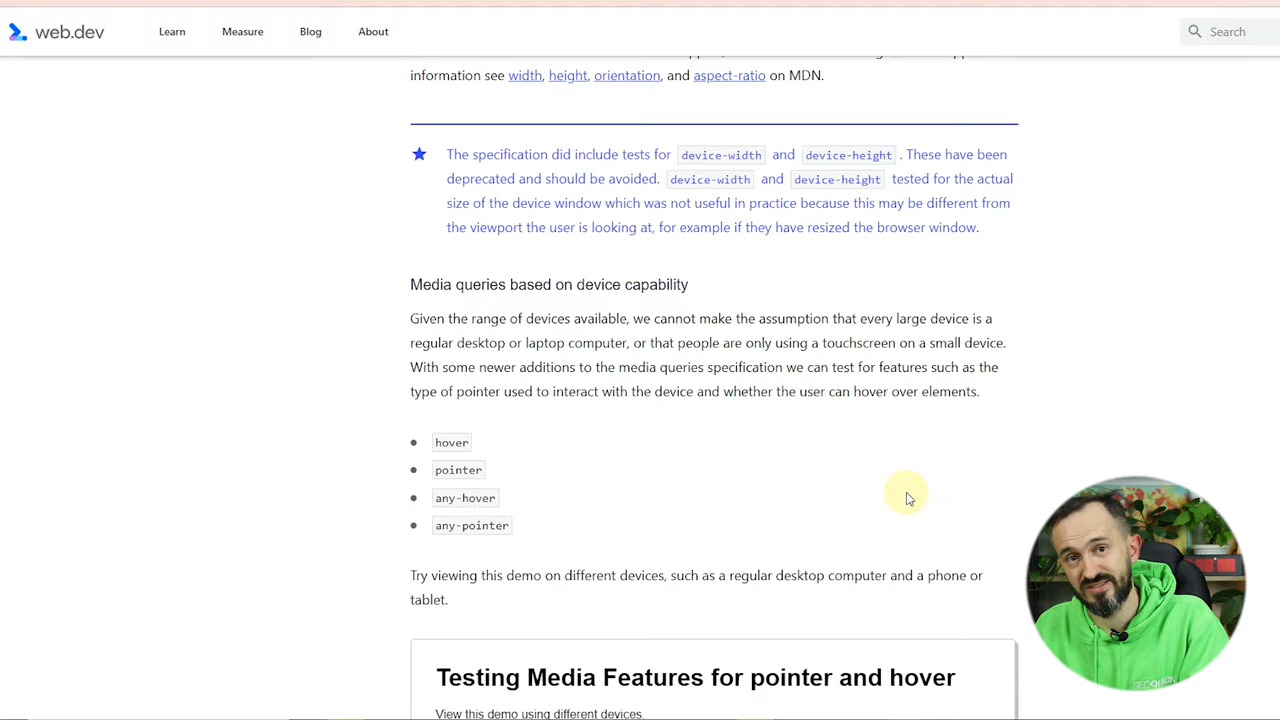 web.dev Learn Measure Blog About Search
information see width, height, orientation, and aspect-ratio on MDN.
The specification did include tests for device-width and device-height . These have been
deprecated and should be avoided. device-width and device-height tested for the actual
size of the device window which was not useful in practice because this may be different from
the viewport the user is looking at, for example if they have resized the browser window.
Media queries based on device capability
Given the range of devices available, we cannot make the assumption that every large device is a
regular desktop or laptop computer, or that people are only using a touchscreen on a small device.
With some newer additions to the media queries specification we can test for features such as the
type of pointer used to interact with the device and whether the user can hover over elements.
hover
pointer
any-hover
any-pointer
Try viewing this demo on different devices, such as a regular desktop computer and a phone or
tablet.
Testing Media Features for pointer and hover
View this demo using different devices.